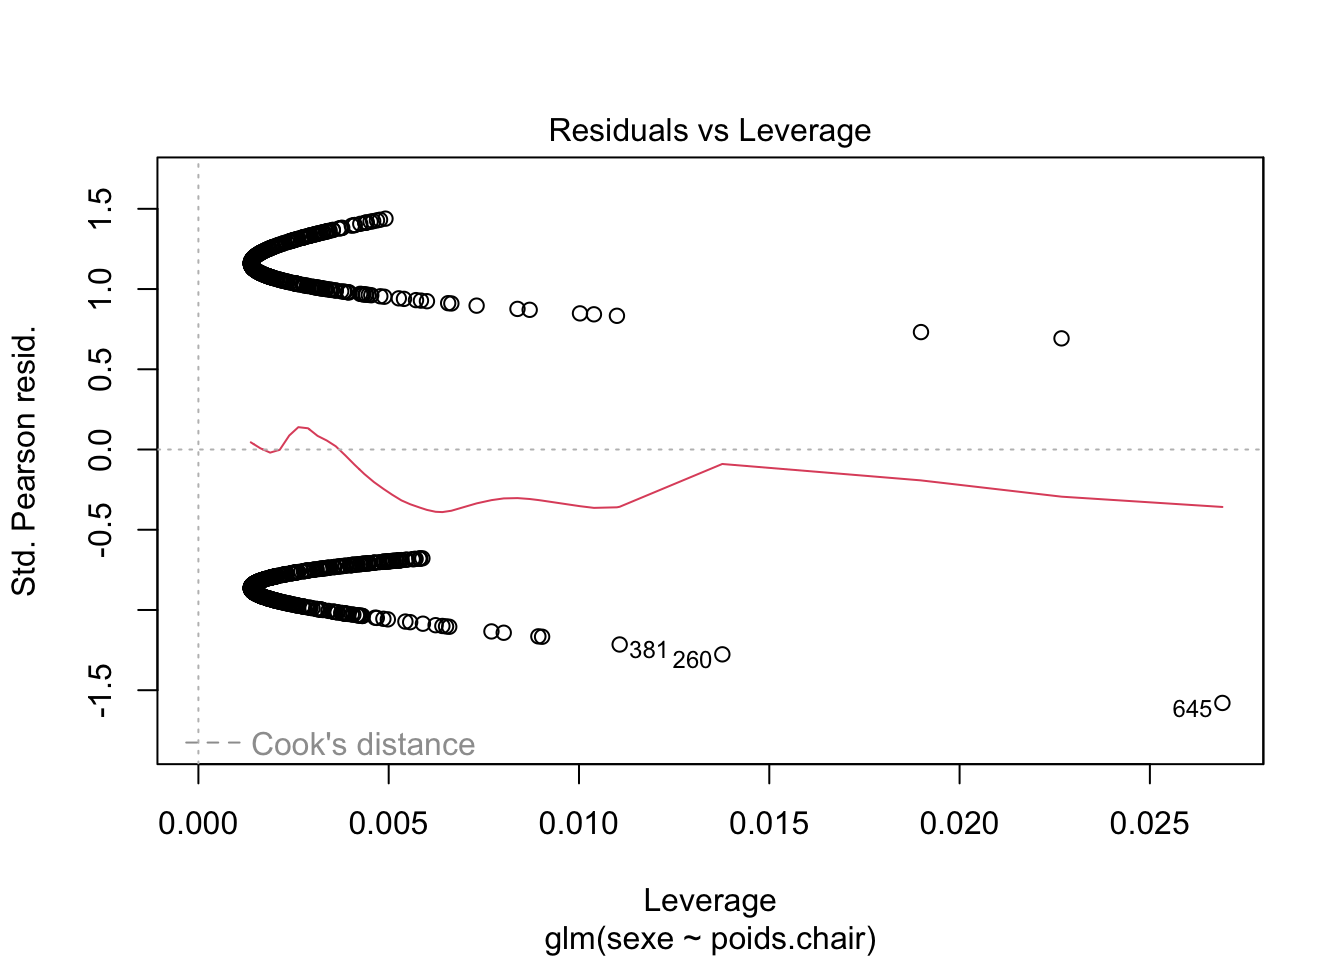 Residuals vs Leverage
Std. Pearson resid.
1.5
1.0
0.5
0.0
-0.5
-1.5
381
260
645
Cook's distance
0.000 0.005 0.010 0.015 0.020 0.025
Leverage
glm(sexe ~ poids.chair)